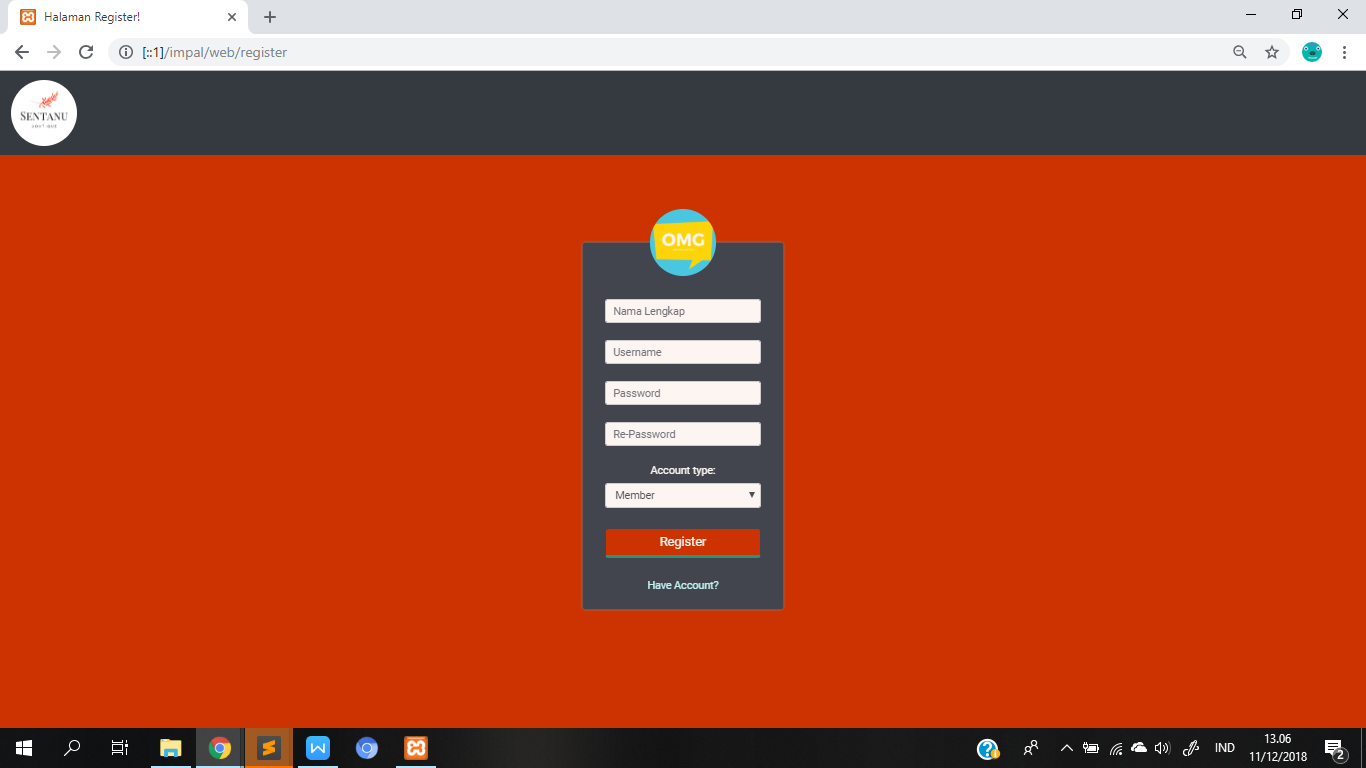 Halaman Register!
[::1]/impal/web/register
SENTANU
BOUTIQUE
OMG
Nama Lengkap
Username
Password
Re-Password
Account type:
Member
Register
Have Account?
IND
13.06
11/12/2018
2